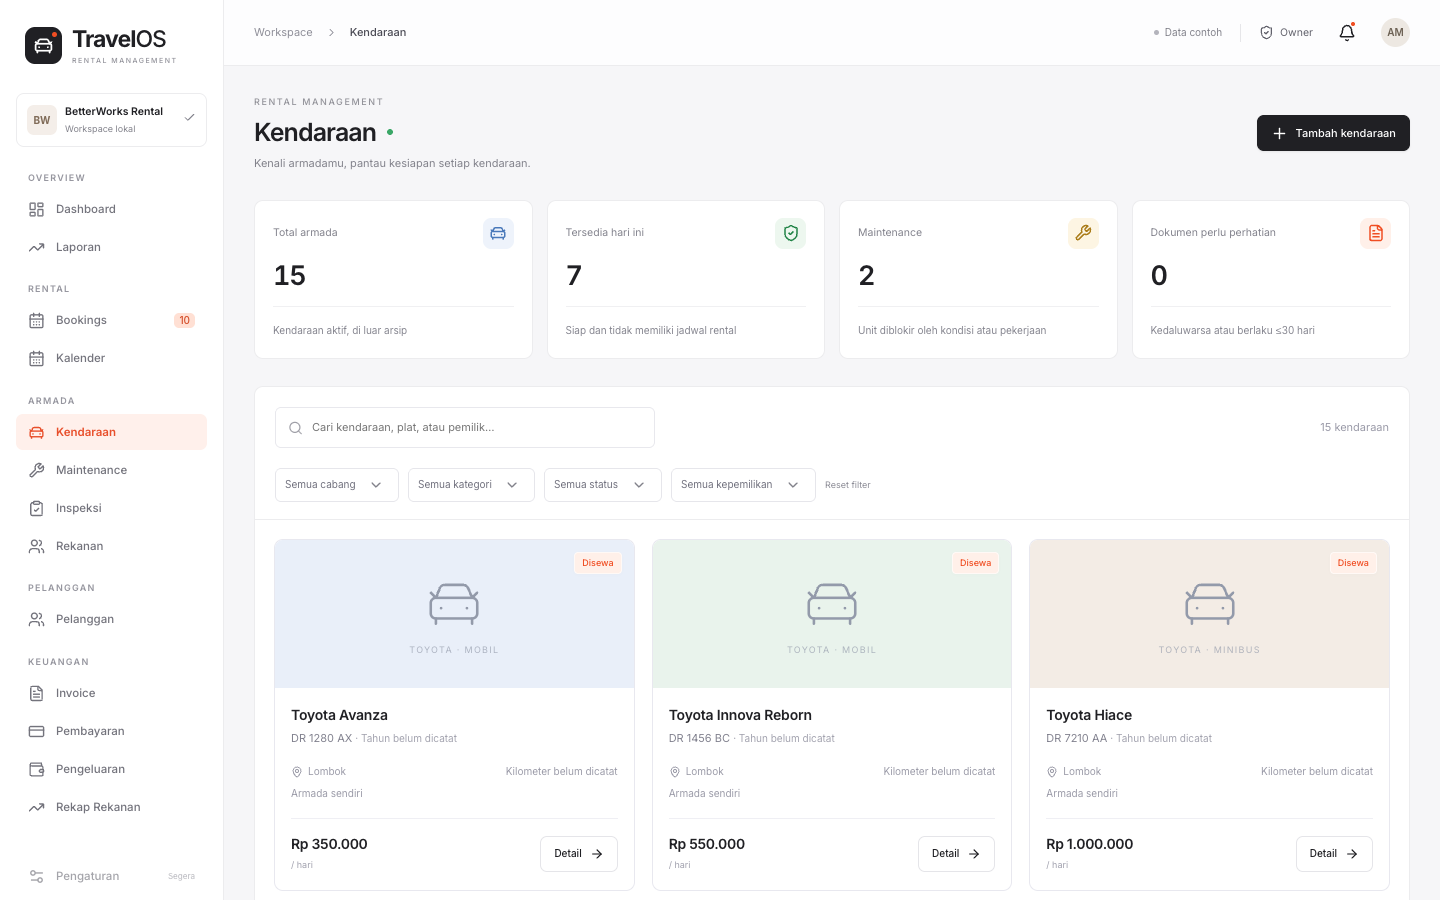 TravelOS
RENTAL MANAGEMENT
BW
BetterWorks Rental
Workspace lokal
OVERVIEW
Dashboard
Laporan
RENTAL
Bookings 10
Kalender
ARMADA
Kendaraan
Maintenance
Inspeksi
Rekanan
PELANGGAN
Pelanggan
KEUANGAN
Invoice
Pembayaran
Pengeluaran
Rekap Rekanan
Pengaturan Segera
Workspace > Kendaraan
Data contoh
Owner
AM
RENTAL MANAGEMENT
Kendaraan
Kenali armadamu, pantau kesiapan setiap kendaraan.
+ Tambah kendaraan
Total armada
15
Kendaraan aktif, di luar arsip
Tersedia hari ini
7
Siap dan tidak memiliki jadwal rental
Maintenance
2
Unit diblokir oleh kondisi atau pekerjaan
Dokumen perlu perhatian
0
Kedaluwarsa atau berlaku ≤30 hari
Cari kendaraan, plat, atau pemilik...
15 kendaraan
Semua cabang
Semua kategori
Semua status
Semua kepemilikan
Reset filter
Disewa
TOYOTA · MOBIL
Toyota Avanza
DR 1280 AX · Tahun belum dicatat
Lombok
Kilometer belum dicatat
Armada sendiri
Rp 350.000
/ hari
Detail →
Disewa
TOYOTA · MOBIL
Toyota Innova Reborn
DR 1456 BC · Tahun belum dicatat
Lombok
Kilometer belum dicatat
Armada sendiri
Rp 550.000
/ hari
Detail →
Disewa
TOYOTA · MINIBUS
Toyota Hiace
DR 7210 AA · Tahun belum dicatat
Lombok
Kilometer belum dicatat
Armada sendiri
Rp 1.000.000
/ hari
Detail →